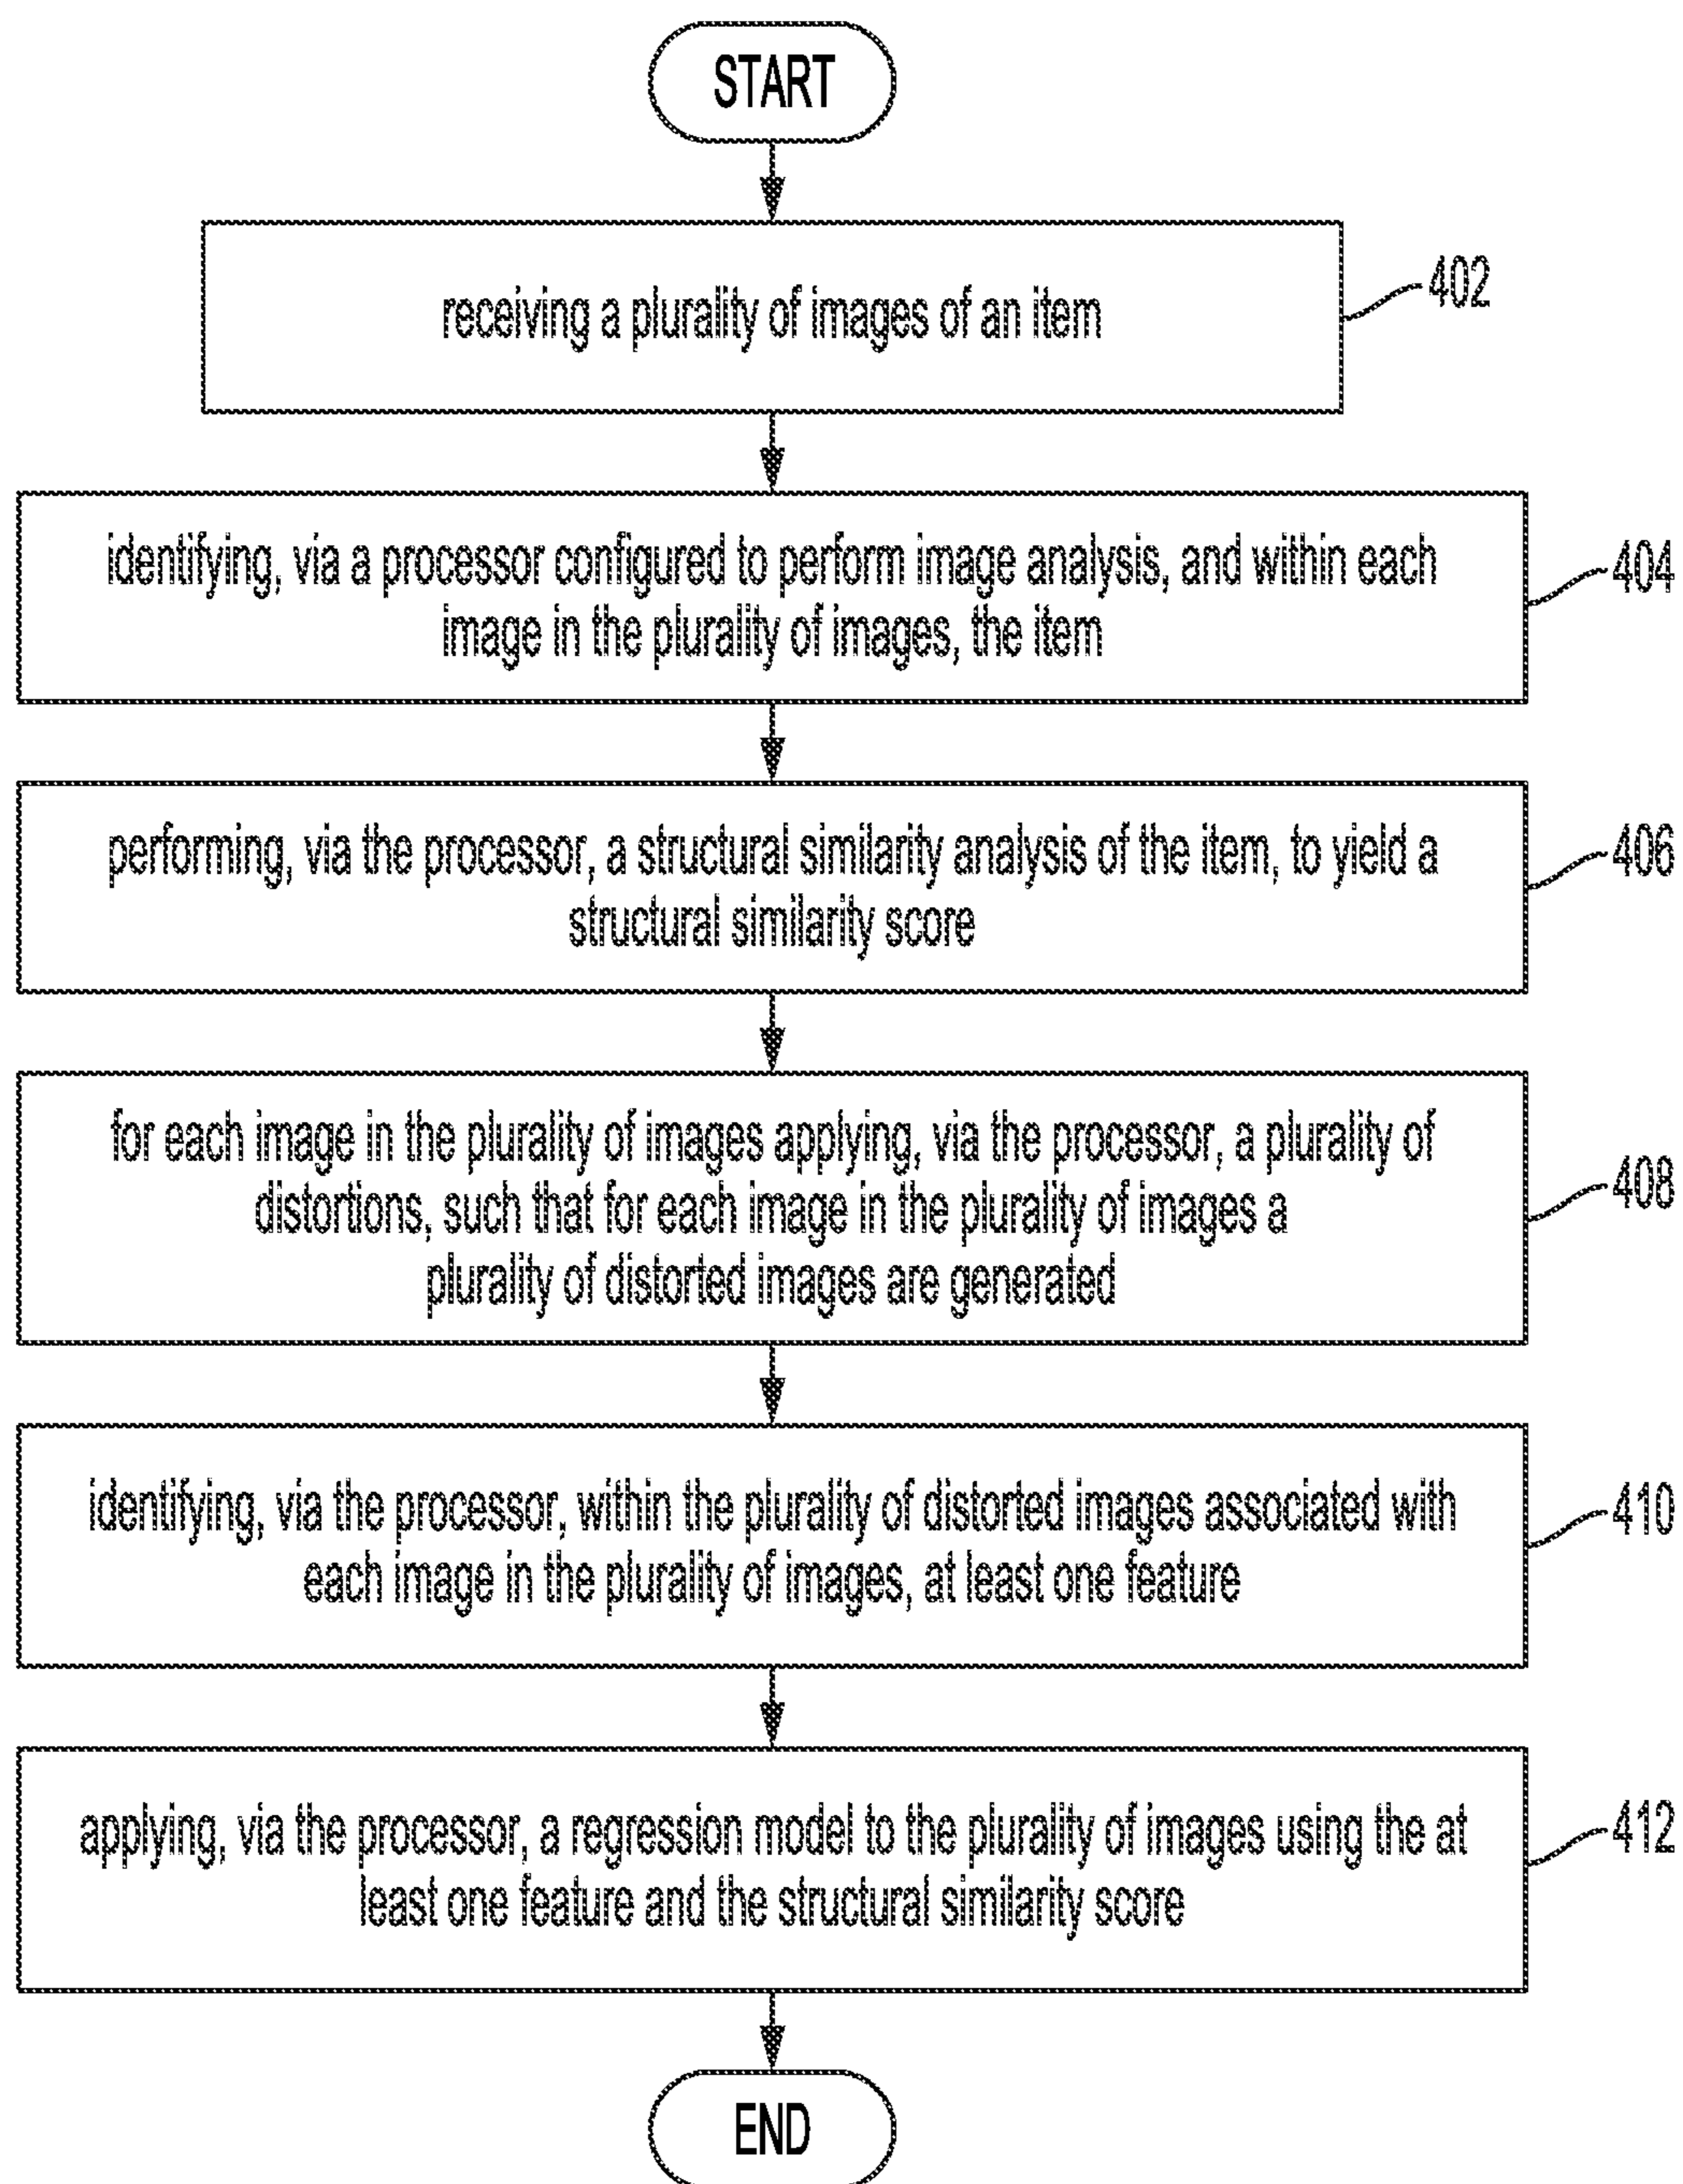 START
receiving a plurality of images of an item
402
identifying, via a processor configured to perform image analysis, and within each
image in the plurality of images, the item
404
performing, via the processor, a structural similarity analysis of the item, to yield a
structural similarity score
406
for each image in the plurality of images applying, via the processor, a plurality of
distortions, such that for each image in the plurality of images a
plurality of distorted images are generated
408
identifying, via the processor, within the plurality of distorted images associated with
each image in the plurality of images, at least one feature
410
applying, via the processor, a regression model to the plurality of images using the at
least one feature and the structural similarity score
412
END